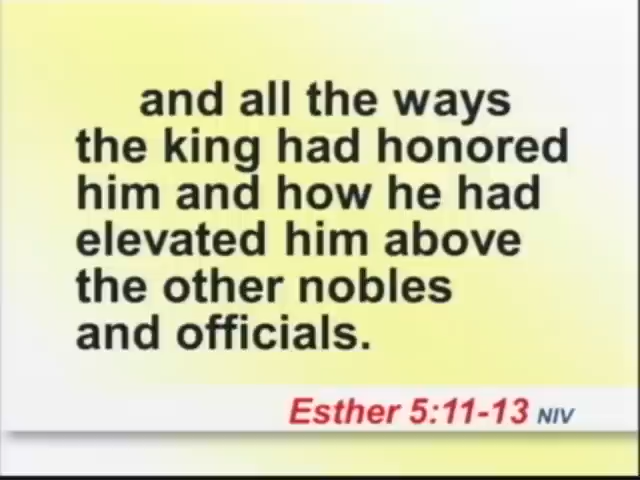 and all the ways
the king had honored
him and how he had
elevated him above
the other nobles
and officials.
Esther 5:11-13 NIV